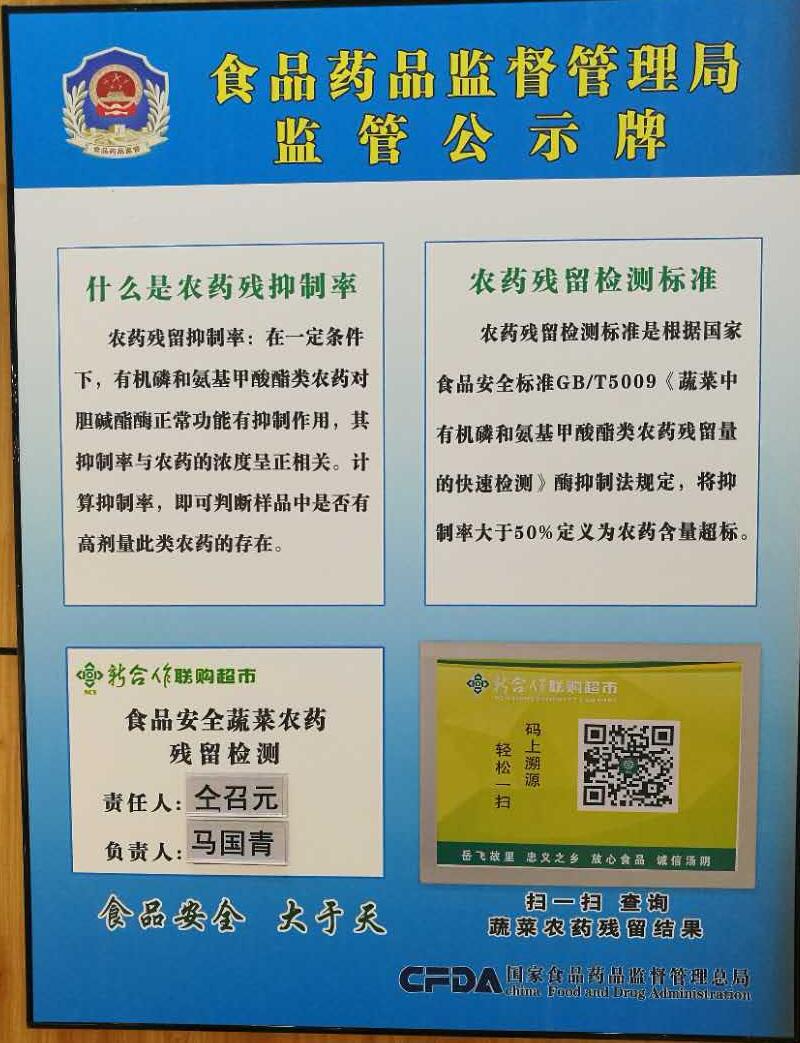 食品药品监督管理局
监管公示牌
食品药品监管
什么是农药残抑制率
农药残留抑制率：在一定条件
下，有机磷和氨基甲酸酯类农药对
胆碱酯酶正常功能有抑制作用，其
抑制率与农药的浓度呈正相关。计
算抑制率，即可判断样品中是否有
高剂量此类农药的存在。
农药残留检测标准
农药残留检测标准是根据国家
食品安全标准GB/T5009《蔬菜中
有机磷和氨基甲酸酯类农药残留量
的快速检测》酶抑制法规定，将抑
制率大于50%定义为农药含量超标。
新合作联购超市
食品安全蔬菜农药
残留检测
责任人：仝召元
负责人：马国青
食品安全 大于天
新合作联购超市
码上溯源
轻松一扫
岳飞故里 忠义之乡 放心食品 诚信汤阴
扫一扫 查询
蔬菜农药残留结果
CFDA 国家食品药品监督管理总局
china Food and Drug Administration